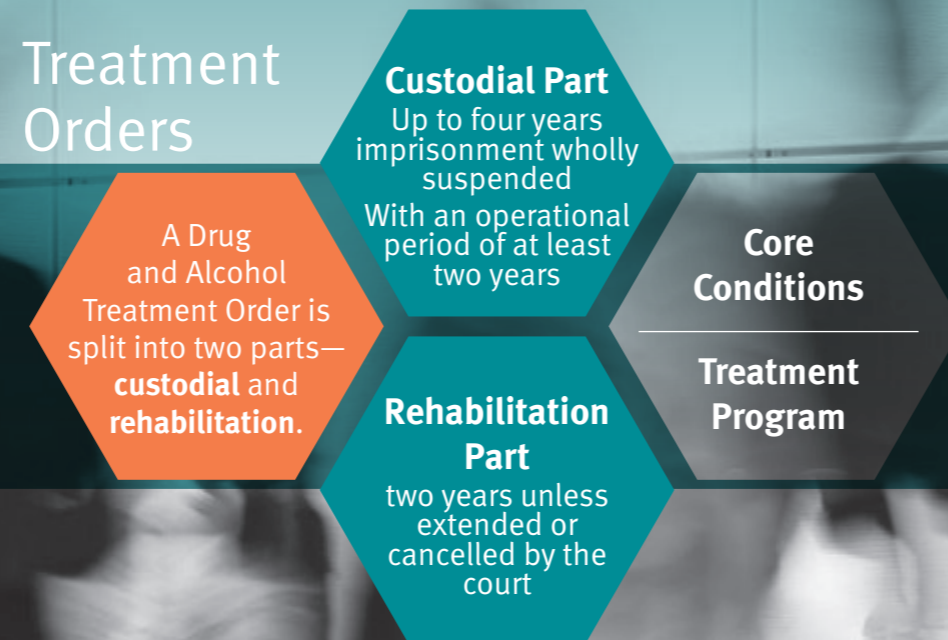 Treatment
Orders
A Drug
and Alcohol
Treatment Order is
split into two parts—
custodial and
rehabilitation.
Custodial Part
Up to four years
imprisonment wholly
suspended
With an operational
period of at least
two years
Rehabilitation
Part
two years unless
extended or
cancelled by the
court
Core
Conditions
Treatment
Program